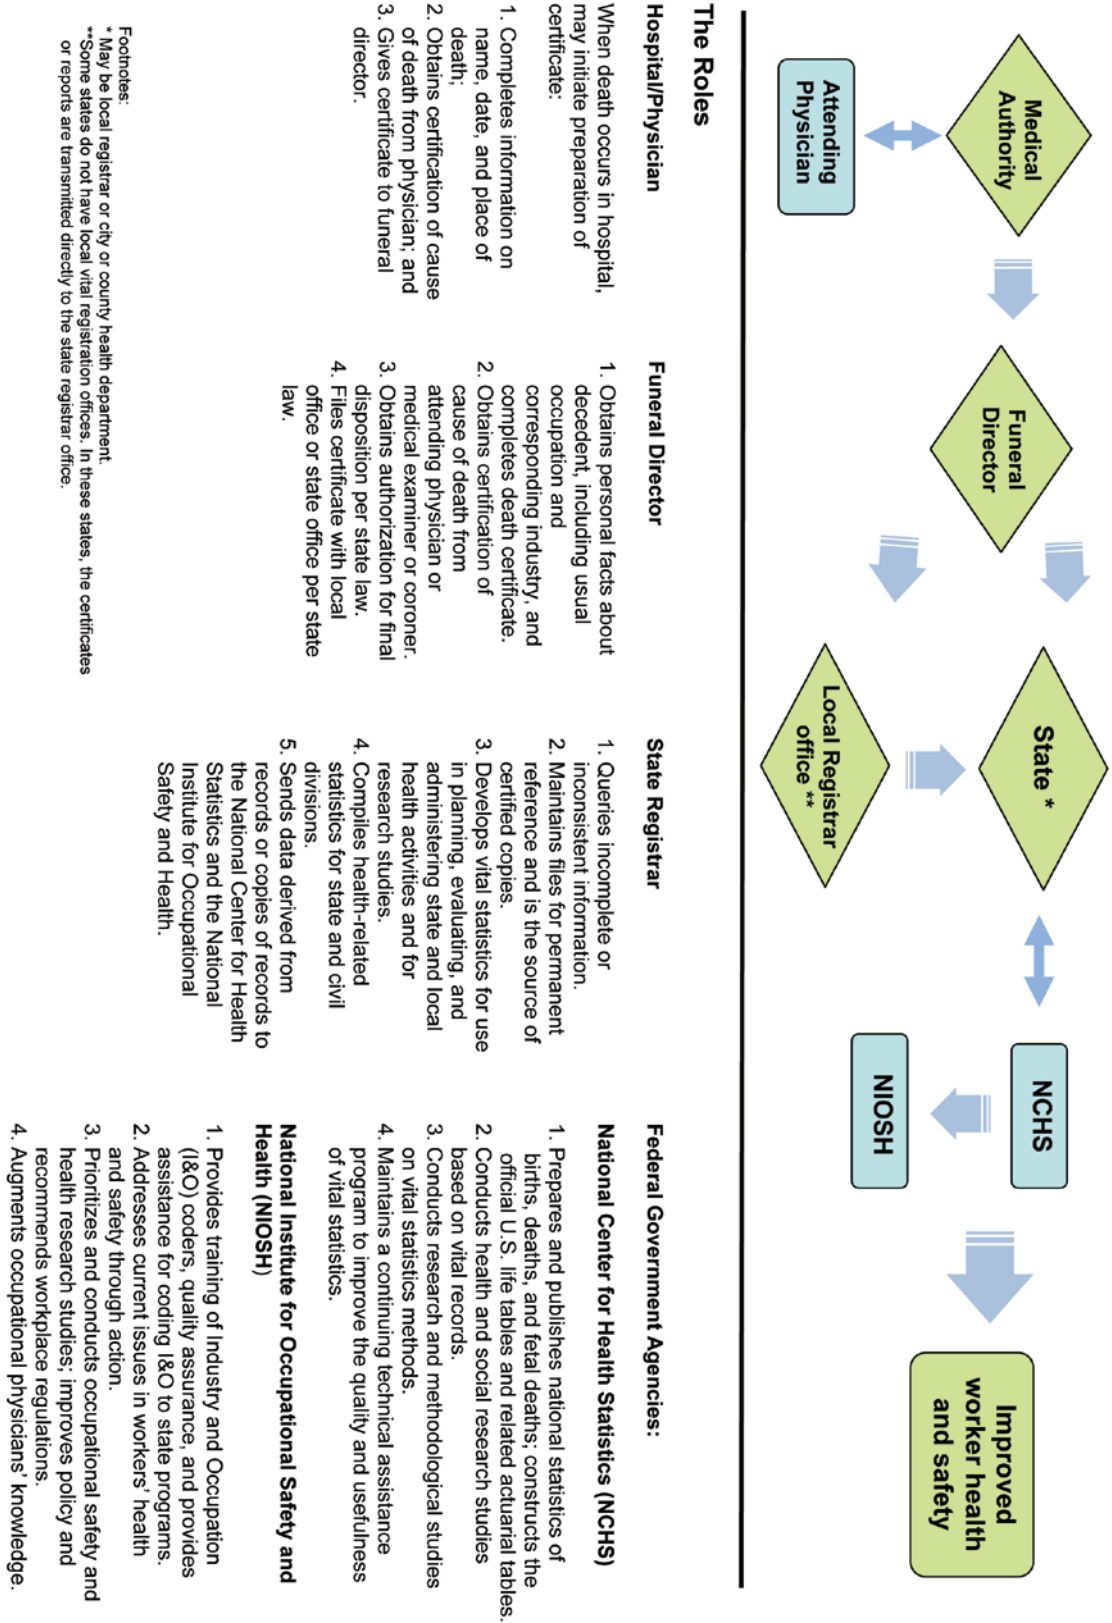 Medical
Authority
Attending
Physician
Funeral
Director
State *
Local Registrar
office **
NCHS
NIOSH
Improved
worker health
and safety
The Roles
Hospital/Physician
When death occurs in hospital,
may initiate preparation of
certificate:
1. Completes information on
name, date, and place of
death;
2. Obtains certification of cause
of death from physician; and
3. Gives certificate to funeral
director.
Funeral Director
1. Obtains personal facts about
decedent, including usual
occupation and
corresponding industry, and
completes death certificate.
2. Obtains certification of
cause of death from
attending physician or
medical examiner or coroner.
3. Obtains authorization for final
disposition per state law.
4. Files certificate with local
office or state office per state
law.
State Registrar
1. Queries incomplete or
inconsistent information.
2. Maintains files for permanent
reference and is the source of
certified copies.
3. Develops vital statistics for use
in planning, evaluating, and
administering state and local
health activities and for
research studies.
4. Compiles health-related
statistics for state and civil
divisions.
5. Sends data derived from
records or copies of records to
the National Center for Health
Statistics and the National
Institute for Occupational
Safety and Health.
Federal Government Agencies:
National Center for Health Statistics (NCHS)
1. Prepares and publishes national statistics of
births, deaths, and fetal deaths; constructs the
official U.S. life tables and related actuarial tables.
2. Conducts health and social research studies
based on vital records.
3. Conducts research and methodological studies
on vital statistics methods.
4. Maintains a continuing technical assistance
program to improve the quality and usefulness
of vital statistics.
National Institute for Occupational Safety and
Health (NIOSH)
1. Provides training of Industry and Occupation
(I&O) coders, quality assurance, and provides
assistance for coding I&O to state programs.
2. Addresses current issues in workers' health
and safety through action.
3. Prioritizes and conducts occupational safety and
health research studies; improves policy and
recommends workplace regulations.
4. Augments occupational physicians' knowledge.
Footnotes:
* May be local registrar or city or county health department.
**Some states do not have local vital registration offices. In these states, the certificates
or reports are transmitted directly to the state registrar office.